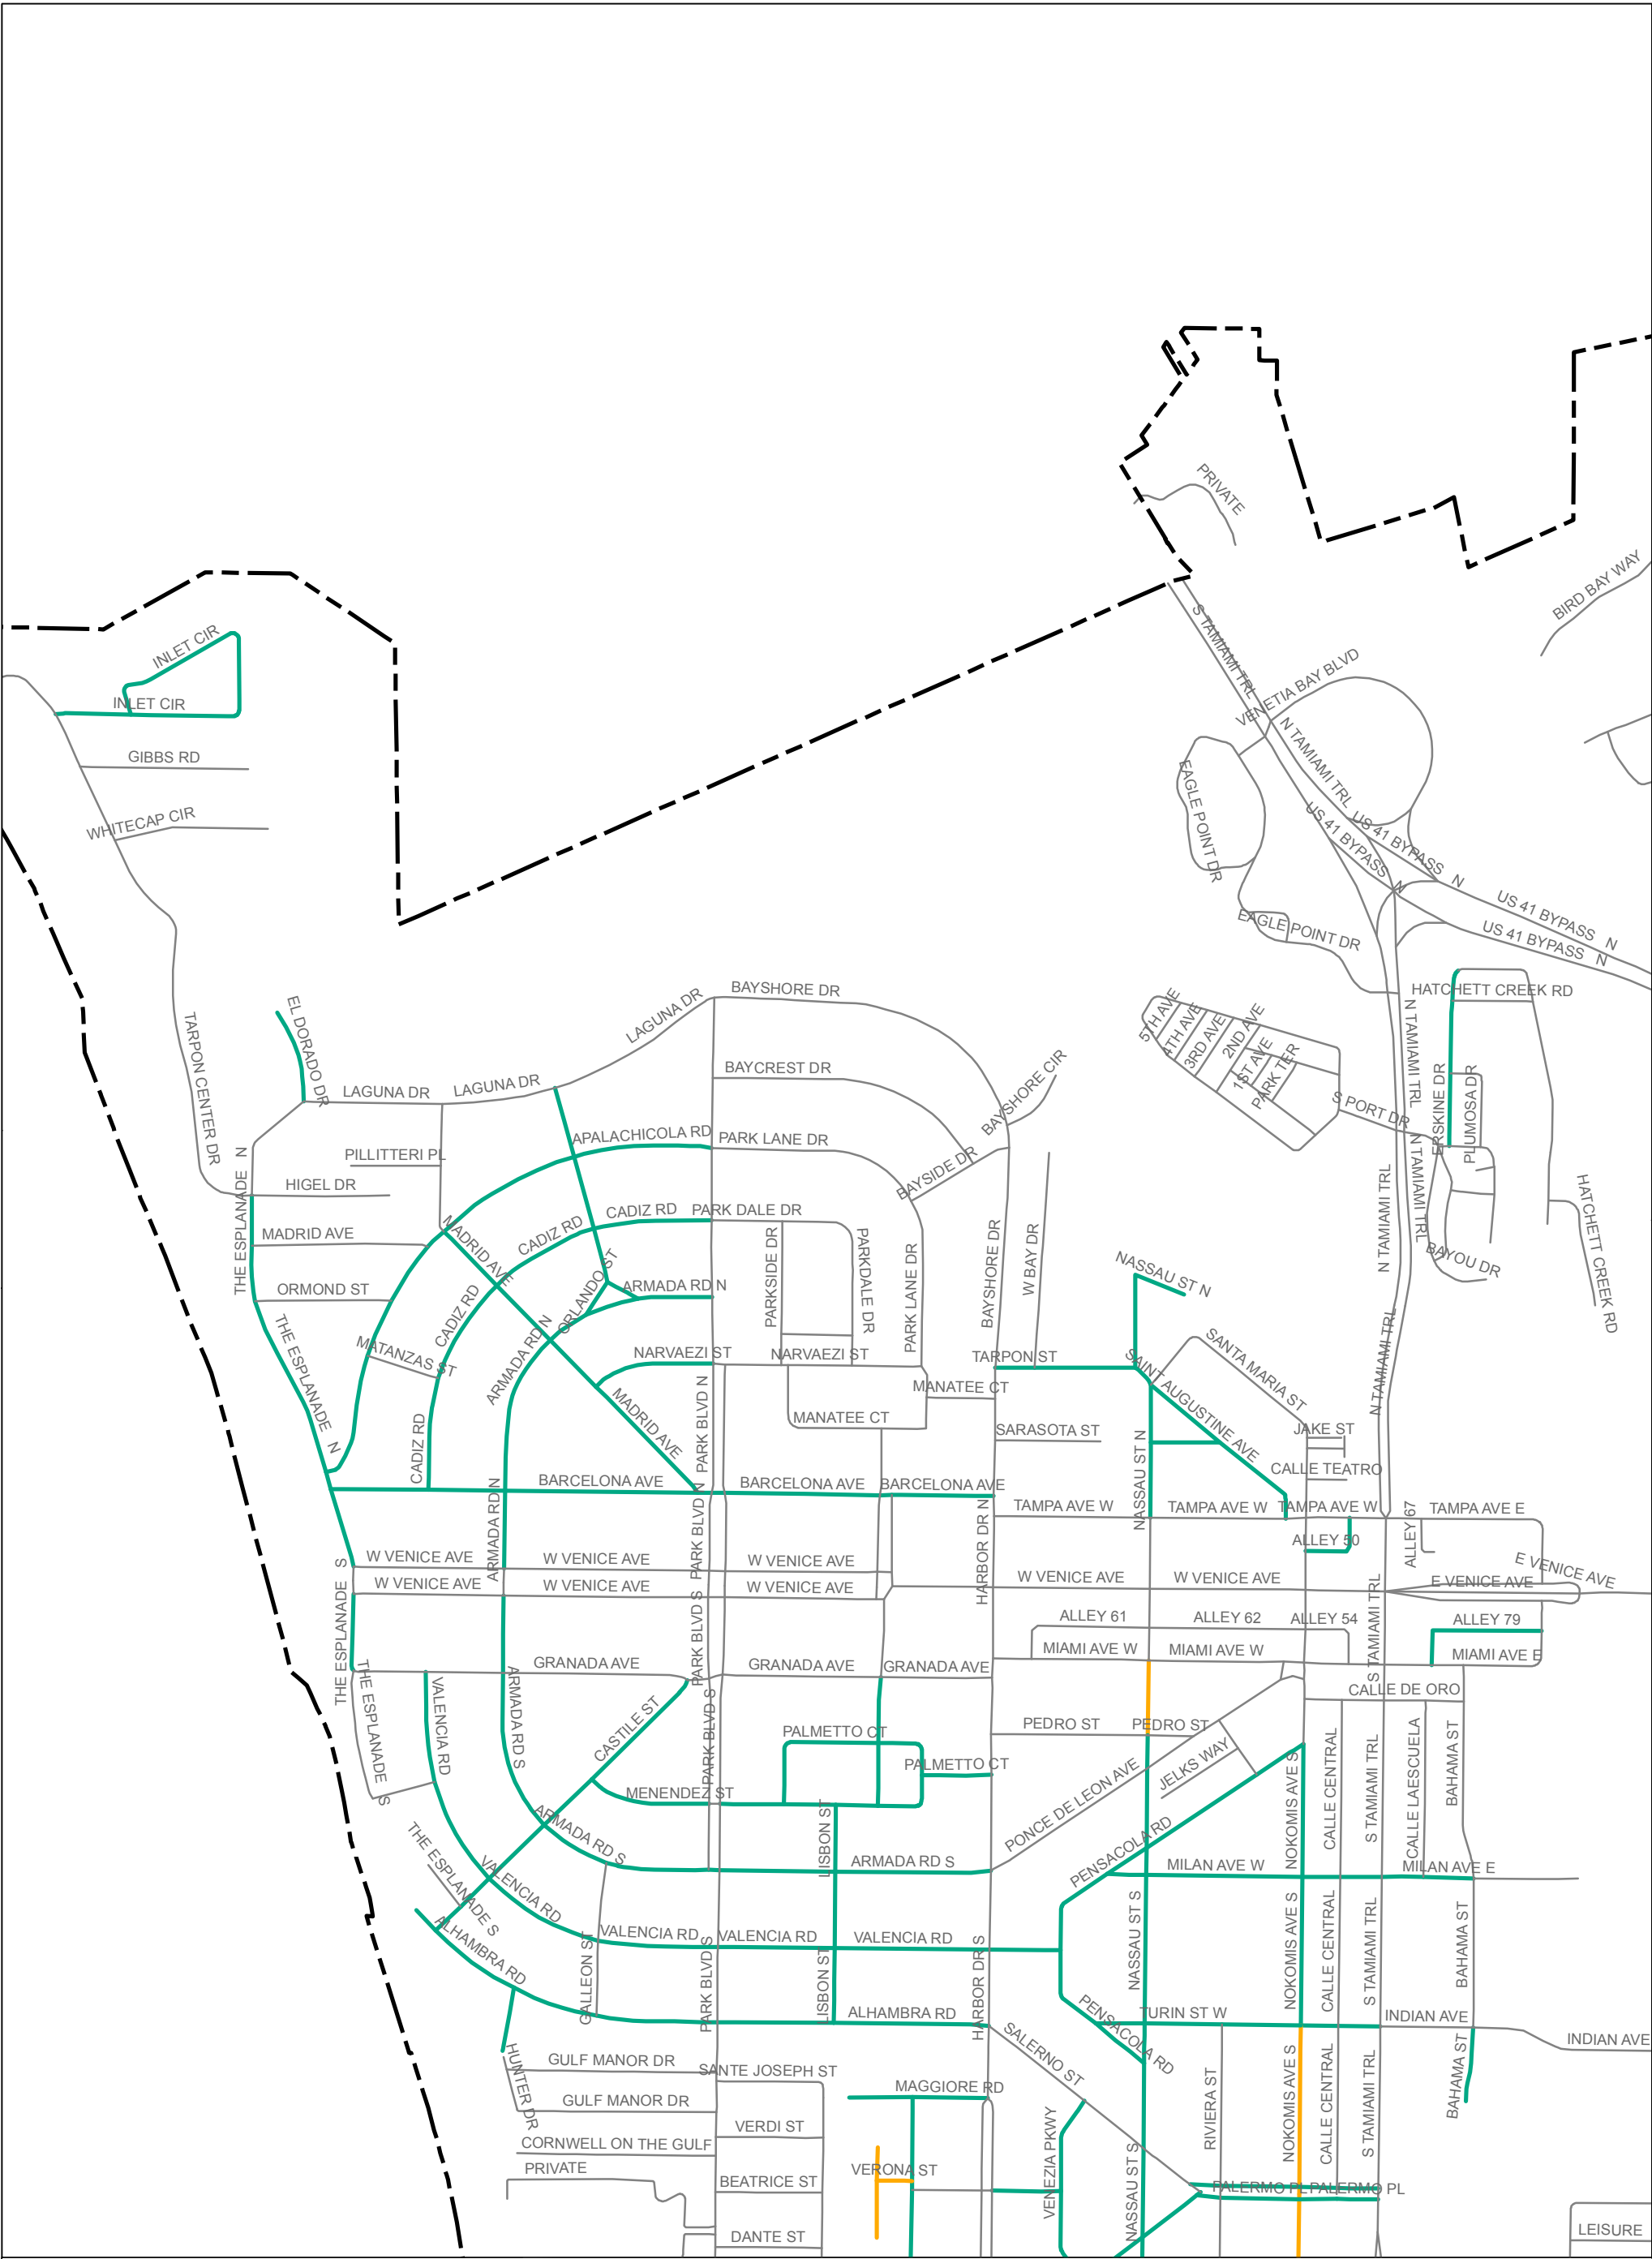 PRIVATE
BIRD BAY WAY
INLET CIR
S TAMIAMI TRL
VENETIA BAY BLVD
INLET CIR
N TAMIAMI TRL
GIBBS RD
EAGLE POINT DR
WHITECAP CIR
US 41 BYPASS N
US 41 BYPASS N
US 41 BYPASS N
EAGLE POINT DR
US 41 BYPASS N
BAYSHORE DR
HATCHETT CREEK RD
LAGUNA DR
EL DORADO DR
TARPON CENTER DR
5TH AVE
4TH AVE
3RD AVE
2ND AVE
1ST AVE
PARK TER
N TAMIAMI TRL
BAYCREST DR
BAYSHORE CIR
LAGUNA DR
LAGUNA DR
S PORT DR
ERSKINE DR
PLUMOSA DR
APALACHICOLA RD
PARK LANE DR
PILLITTERI PL
BAYSIDE DR
HIGEL DR
THE ESPLANADE N
N TAMIAMI TRL
N TAMIAMI TRL
HATCHETT CREEK RD
CADIZ RD
PARK DALE DR
MADRID AVE
MADRID AVE
CADIZ RD
PARKSIDE DR
PARKDALE DR
PARK LANE DR
BAYSHORE DR
W BAY DR
BAYOU DR
NASSAU ST N
ORMOND ST
ORLANDO ST
ARMADA RD N
CADIZ RD
THE ESPLANADE N
MATANZAS ST
ARMADA RD N
NARVAEZI ST
NARVAEZI ST
TARPON ST
SAINT AUGUSTINE AVE
SANTA MARIA ST
N TAMIAMI TRL
MADRID AVE
PARK BLVD N
MANATEE CT
MANATEE CT
SARASOTA ST
JAKE ST
CADIZ RD
NASSAU ST N
CALLE TEATRO
BARCELONA AVE
BARCELONA AVE
BARCELONA AVE
ARMADA RD N
PARK BLVD N
HARBOR DR N
TAMPA AVE W
TAMPA AVE W
TAMPA AVE W
TAMPA AVE E
ALLEY 67
ALLEY 50
W VENICE AVE
W VENICE AVE
W VENICE AVE
E VENICE AVE
THE ESPLANADE S
W VENICE AVE
W VENICE AVE
W VENICE AVE
W VENICE AVE
W VENICE AVE
E VENICE AVE
PARK BLVD S
S TAMIAMI TRL
ALLEY 61
ALLEY 62
ALLEY 54
ALLEY 79
MIAMI AVE W
MIAMI AVE W
MIAMI AVE E
GRANADA AVE
GRANADA AVE
GRANADA AVE
THE ESPLANADE S
VALENCIA RD
ARMADA RD S
CALLE DE ORO
CASTILE ST
PARK BLVD S
PALMETTO CT
PEDRO ST
PEDRO ST
PALMETTO CT
JELKS WAY
PONCE DE LEON AVE
NOKOMIS AVE S
CALLE CENTRAL
S TAMIAMI TRL
CALLE LAESCUELA
BAHAMA ST
MENENDEZ ST
ARMADA RD S
LISBON ST
ARMADA RD S
PENSACOLA RD
MILAN AVE W
MILAN AVE E
THE ESPLANADE S
VALENCIA RD
ALHAMBRA RD
VALENCIA RD
VALENCIA RD
VALENCIA RD
NASSAU ST S
NOKOMIS AVE S
CALLE CENTRAL
S TAMIAMI TRL
BAHAMA ST
GALLEON ST
PARK BLVD S
LISBON ST
HARBOR DR S
ALHAMBRA RD
PENSACOLA RD
TURIN ST W
INDIAN AVE
INDIAN AVE
SALERNO ST
HUNTER DR
GULF MANOR DR
SANTE JOSEPH ST
MAGGIORE RD
GULF MANOR DR
VERDI ST
RIVIERA ST
NOKOMIS AVE S
CALLE CENTRAL
S TAMIAMI TRL
BAHAMA ST
CORNWELL ON THE GULF
PRIVATE
VERONA ST
BEATRICE ST
VENEZIA PKWY
NASSAU ST S
PALERMO PL
PALERMO PL
DANTE ST
LEISURE